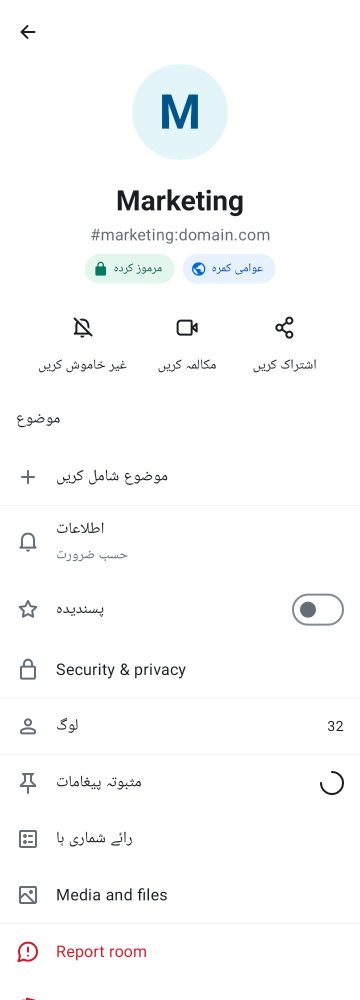 M
Marketing
#marketing:domain.com
مرموز کردہ
عوامی کمرہ
غیر خاموش کریں
مکالمہ کریں
اشتراک کریں
موضوع
موضوع شامل کریں
اطلاعات
حسب ضرورت
پسندیدہ
Security & privacy
لوگ
32
مثبوتہ پیغامات
رائے شماری ہا
Media and files
Report room